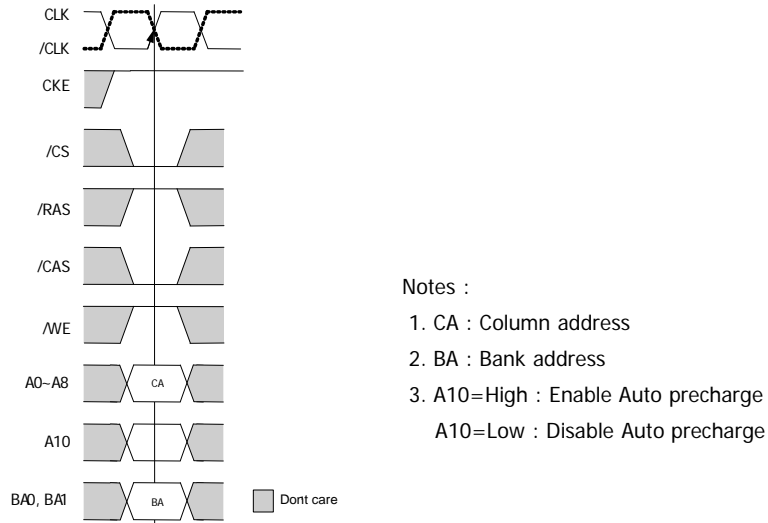 CLK
/CLK
CKE
/CS
/RAS
/CAS
/WE
A0~A8
CA
A10
BA0, BA1
BA
Dont care
Notes :
1. CA : Column address
2. BA : Bank address
3. A10=High : Enable Auto precharge
A10=Low : Disable Auto precharge